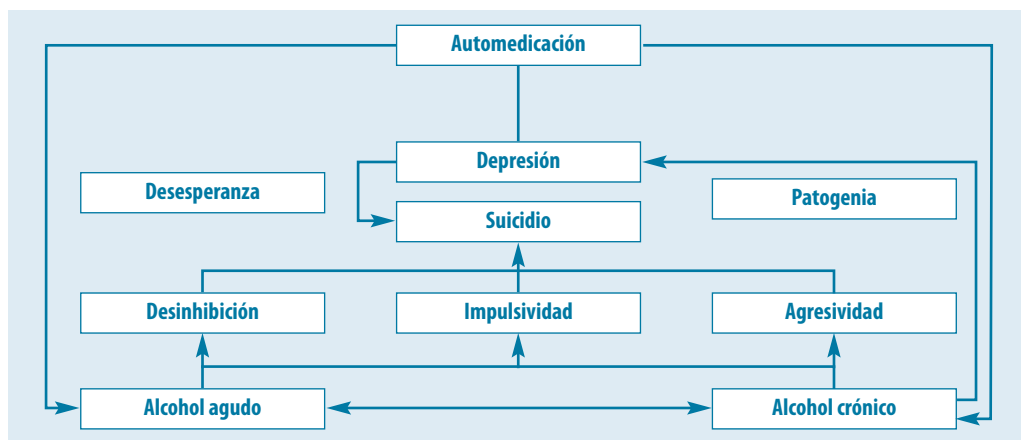 Automedicación
Depresión
Desesperanza
Patogenia
Suicidio
Desinhibición
Impulsividad
Agresividad
Alcohol agudo
Alcohol crónico